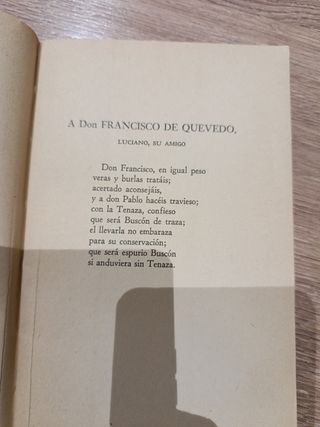 A Don FRANCISCO DE QUEVEDO,
LUCIANO, SU AMIGO
Don Francisco, en igual peso
veras y burlas tratáis;
acertado aconsejáis,
y a don Pablo hacéis travieso;
con la Tenaza, confieso
que será Buscón de traza;
el llevarla no embaraza
para su conservación;
que será espurio Buscón
si anduviera sin Tenaza.